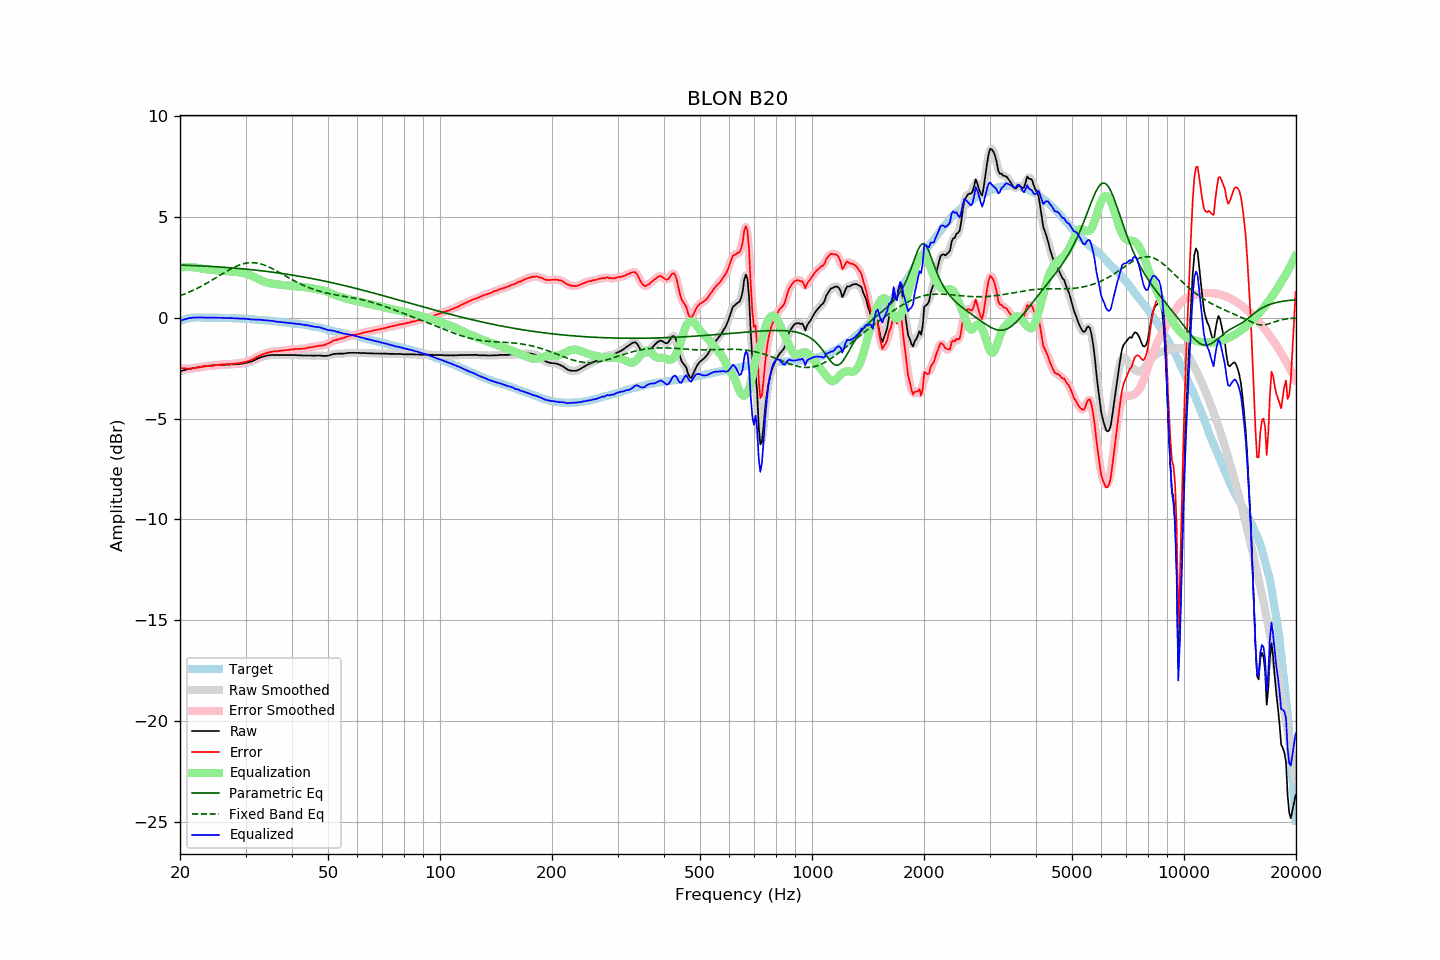 BLON B20
10
5
0
−5
−10
−15
−20
−25
Amplitude (dBr)
Target
Raw Smoothed
Error Smoothed
Raw
Error
Equalization
Parametric Eq
Fixed Band Eq
Equalized
20 50 100 200 500 1000 2000 5000 10000 20000
Frequency (Hz)